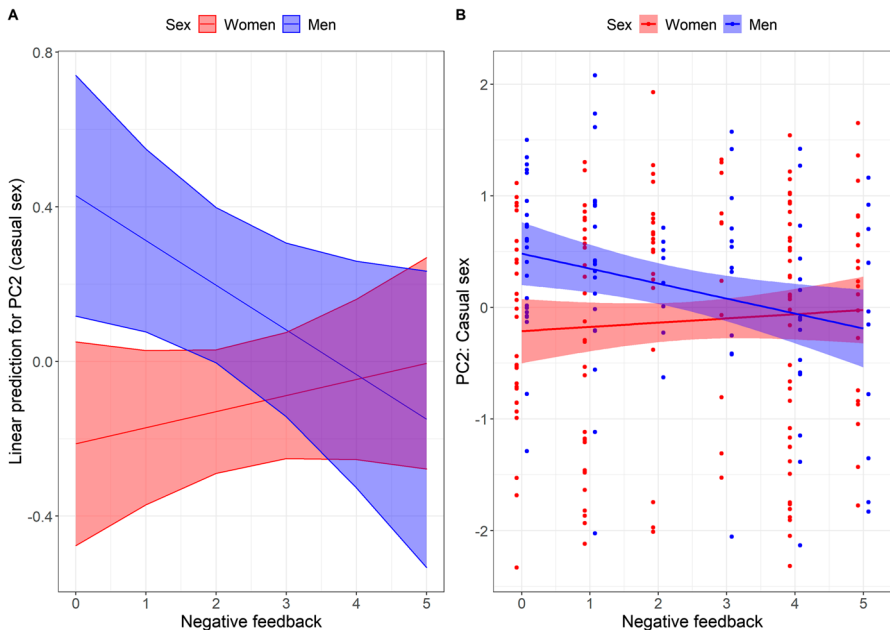 A
Sex Women Men
Linear prediction for PC2 (casual sex)
0.8
0.4
0.0
-0.4
0 1 2 3 4 5
Negative feedback
B
Sex Women Men
PC2: Casual sex
2
1
0
-1
-2
0 1 2 3 4 5
Negative feedback